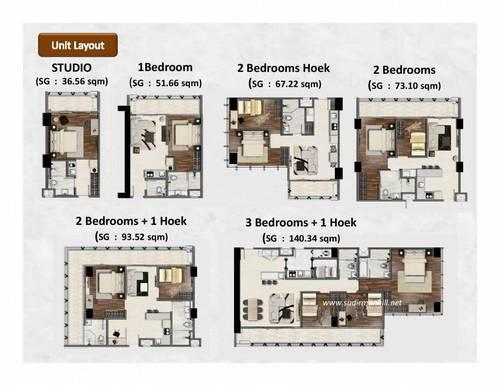 Unit Layout
STUDIO
(SG : 36.56 sqm)
1Bedroom
(SG : 51.66 sqm)
2 Bedrooms Hoek
(SG : 67.22 sqm)
2 Bedrooms
(SG : 73.10 sqm)
2 Bedrooms + 1 Hoek
(SG : 93.52 sqm)
3 Bedrooms + 1 Hoek
(SG : 140.34 sqm)
www.sudirmanhill.net